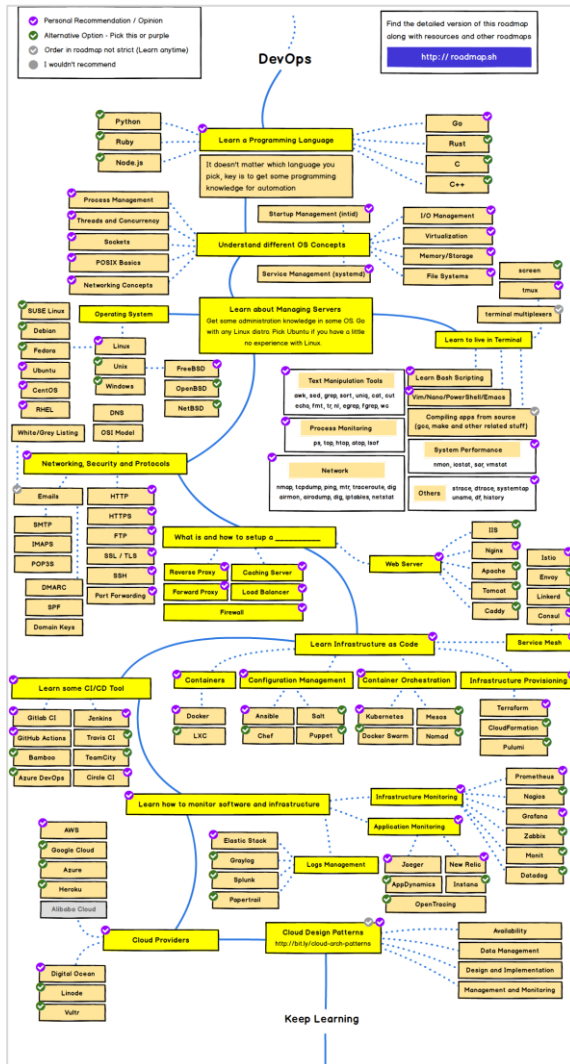 Personal Recommendation / Opinion
Alternative Option - Pick this or purple
Order in roadmap not strict (Learn anytime)
I wouldn't recommend
DevOps
Find the detailed version of this roadmap
along with resources and other roadmaps
http:// roadmap.sh
Python
Ruby
Node.js
Learn a Programming Language
It doesn't matter which language you
pick, key is to get some programming
knowledge for automation
Go
Rust
C
C++
Process Management
Threads and Concurrency
Sockets
POSIX Basics
Networking Concepts
Startup Management (initd)
Understand different OS Concepts
Service Management (systemd)
I/O Management
Virtualization
Memory/Storage
File Systems
screen
tmux
terminal multiplexers
Operating System
Learn about Managing Servers
Get some administration knowledge in some OS. Go
with any Linux distro. Pick Ubuntu if you have a little
no experience with Linux.
Learn to live in Terminal
SUSE Linux
Debian
Fedora
Ubuntu
CentOS
RHEL
Linux
Unix
Windows
FreeBSD
OpenBSD
NetBSD
DNS
OSI Model
White/Grey Listing
Text Manipulation Tools
awk, sed, grep, sort, uniq, cat, cut
echo, fmt, tr, nl, egrep, fgrep, wc
Process Monitoring
ps, top, htop, atop, lsof
Network
nmap, tcpdump, ping, mtr, traceroute, dig
airmon, airodump, dig, iptables, netstat
Learn Bash Scripting
Vim/Nano/PowerShell/Emacs
Compiling apps from source
(gcc, make and other related stuff)
System Performance
nmon, iostat, sar, vmstat
Others
strace, dtrace, systemtap
uname, df, history
Networking, Security and Protocols
Emails
SMTP
IMAPS
POP3S
DMARC
SPF
Domain Keys
HTTP
HTTPS
FTP
SSL / TLS
SSH
Port Forwarding
What is and how to setup a ___________
Reverse Proxy
Caching Server
Forward Proxy
Load Balancer
Firewall
Web Server
IIS
Nginx
Apache
Tomcat
Caddy
Istio
Envoy
Linkerd
Consul
Service Mesh
Learn Infrastructure as Code
Containers
Docker
LXC
Configuration Management
Ansible
Salt
Chef
Puppet
Container Orchestration
Kubernetes
Mesos
Docker Swarm
Nomad
Infrastructure Provisioning
Terraform
CloudFormation
Pulumi
Learn some CI/CD Tool
Gitlab CI
Jenkins
GitHub Actions
Travis CI
Bamboo
TeamCity
Azure DevOps
Circle CI
Learn how to monitor software and infrastructure
Infrastructure Monitoring
Prometheus
Nagios
Grafana
Zabbix
Monit
Datadog
Application Monitoring
Jaeger
New Relic
AppDynamics
Instana
OpenTracing
Logs Management
Elastic Stack
Graylog
Splunk
Papertrail
AWS
Google Cloud
Azure
Heroku
Alibaba Cloud
Cloud Providers
Digital Ocean
Linode
Vultr
Cloud Design Patterns
http://bit.ly/cloud-arch-patterns
Availability
Data Management
Design and Implementation
Management and Monitoring
Keep Learning